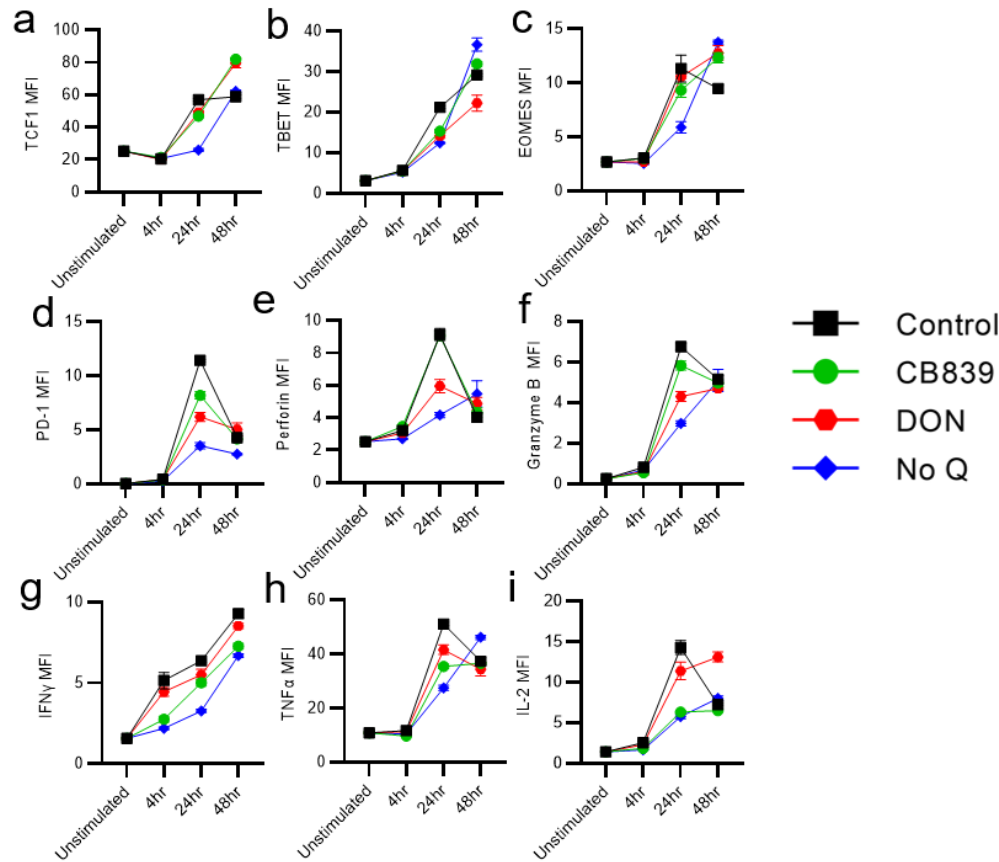 a
TCF1 MFI
100
80
60
40
20
0
Unstimulated
4hr
24hr
48hr
b
TBET MFI
40
30
20
10
0
Unstimulated
4hr
24hr
48hr
c
EOMES MFI
15
10
5
0
Unstimulated
4hr
24hr
48hr
d
PD-1 MFI
15
10
5
0
Unstimulated
4hr
24hr
48hr
e
Perforin MFI
10
8
6
4
2
0
Unstimulated
4hr
24hr
48hr
f
Granzyme B MFI
8
6
4
2
0
Unstimulated
4hr
24hr
48hr
Control
CB839
DON
No Q
g
IFNγ MFI
10
5
0
Unstimulated
4hr
24hr
48hr
h
TNFα MFI
60
40
20
0
Unstimulated
4hr
24hr
48hr
i
IL-2 MFI
20
15
10
5
0
Unstimulated
4hr
24hr
48hr